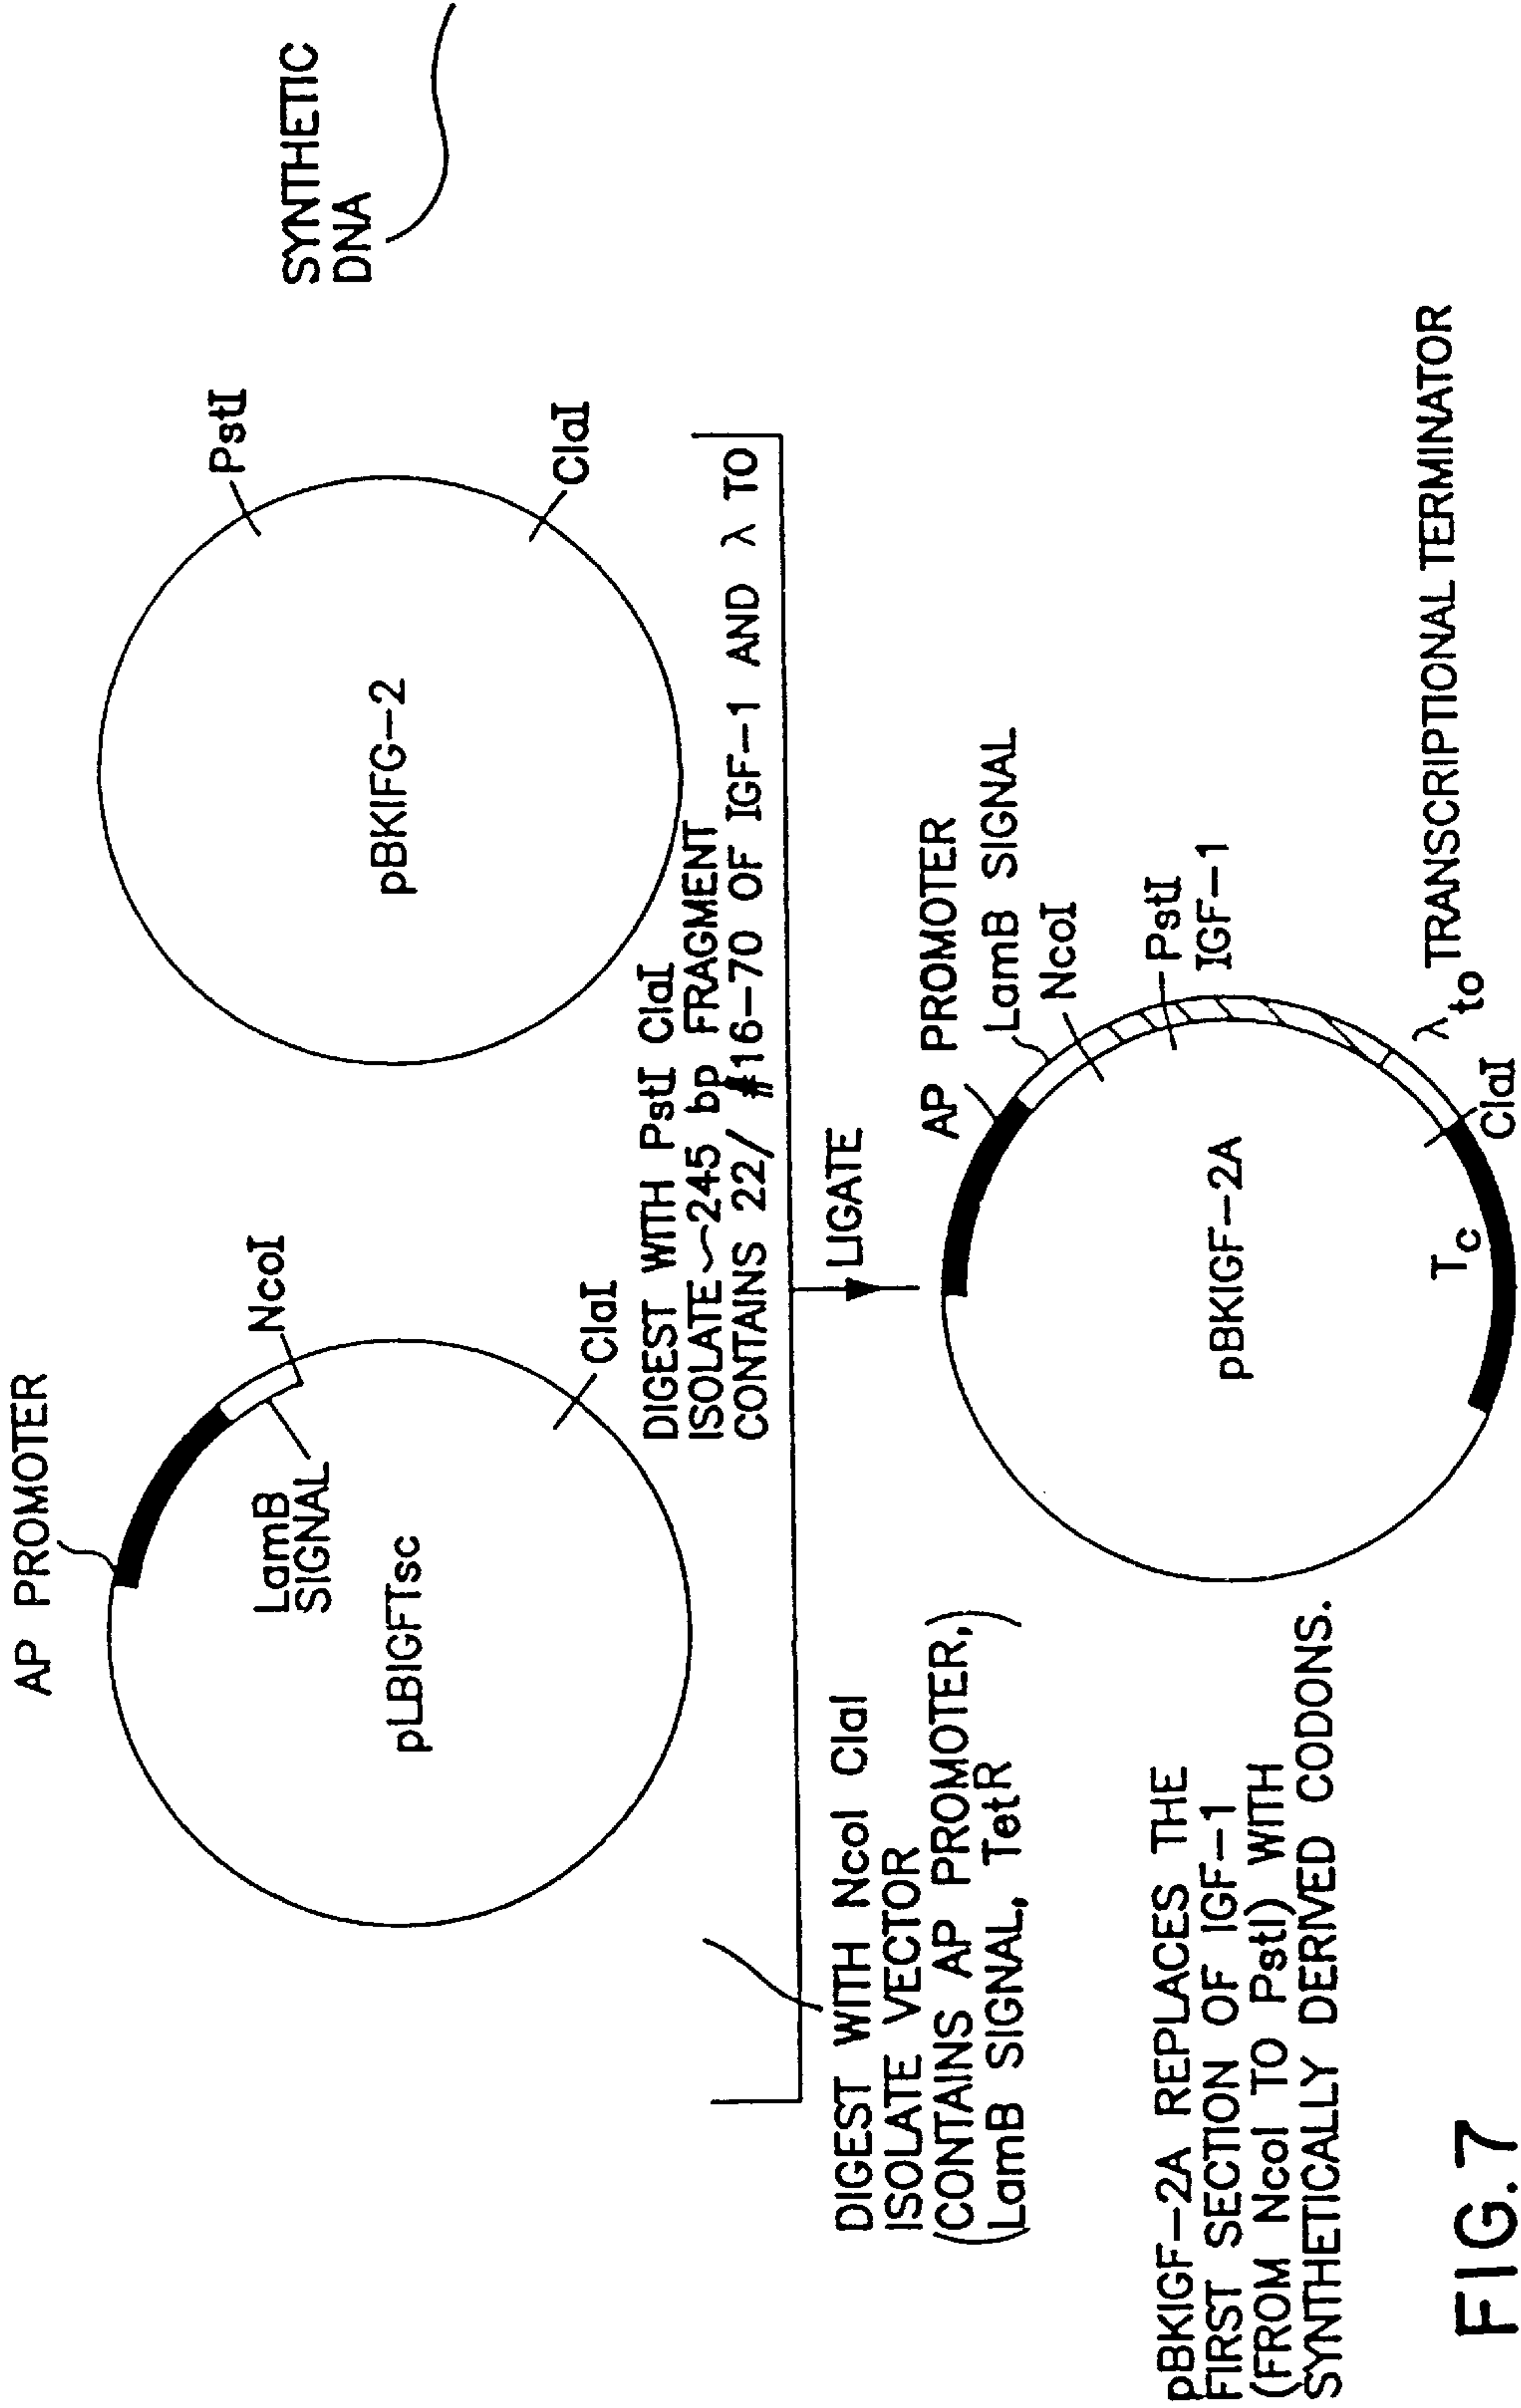 AP PROMOTER
LamB
SIGNAL
NcoI
pLBIGFTsc
ClaI
PstI
pBKIFG-2
ClaI
SYNTHETIC
DNA
DIGEST WITH PstI ClaI
ISOLATE ~245 bp FRAGMENT
CONTAINS 22/ #16-70 OF IGF-1 AND λ TO
DIGEST WITH NcoI ClaI
ISOLATE VECTOR
(CONTAINS AP PROMOTER,
LamB SIGNAL, TetR)
LIGATE
AP PROMOTER
LamB SIGNAL
NcoI
PstI
IGF-1
pBKIGF-2A
Tc
ClaI
λ to TRANSCRIPTIONAL TERMINATOR
pBKIGF-2A REPLACES THE
FIRST SECTION OF IGF-1
(FROM NcoI TO PstI) WITH
SYNTHETICALLY DERIVED CODONS.
FIG.7